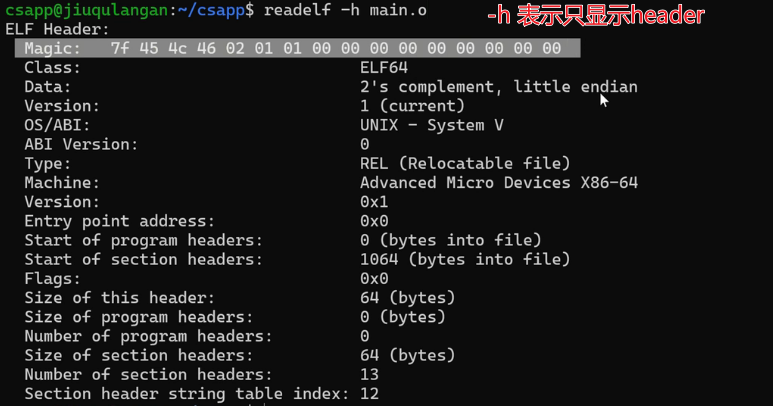 csapp@jiuqulangan:~/csapp$ readelf -h main.o
-h 表示只显示header
ELF Header:
Magic: 7f 45 4c 46 02 01 01 00 00 00 00 00 00 00 00 00
Class: ELF64
Data: 2's complement, little endian
Version: 1 (current)
OS/ABI: UNIX - System V
ABI Version: 0
Type: REL (Relocatable file)
Machine: Advanced Micro Devices X86-64
Version: 0x1
Entry point address: 0x0
Start of program headers: 0 (bytes into file)
Start of section headers: 1064 (bytes into file)
Flags: 0x0
Size of this header: 64 (bytes)
Size of program headers: 0 (bytes)
Number of program headers: 0
Size of section headers: 64 (bytes)
Number of section headers: 13
Section header string table index: 12